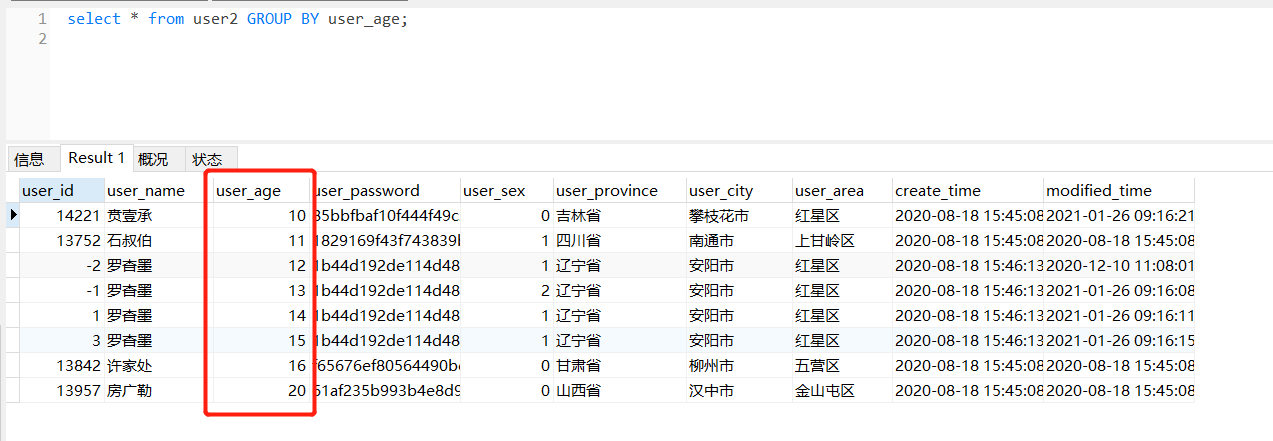 1 select * from user2 GROUP BY user_age;
2
信息 Result 1 概况 状态
user_id user_name user_age user_password user_sex user_province user_city user_area create_time modified_time
14221 贲壹承 10 85bbfbaf10f444f49c 0 吉林省 攀枝花市 红星区 2020-08-18 15:45:08 2021-01-26 09:16:21
13752 石叔伯 11 1829169f43f743839b 1 四川省 南通市 上甘岭区 2020-08-18 15:45:08 2020-08-18 15:45:08
-2 罗杳墨 12 1b44d192de114d48 1 辽宁省 安阳市 红星区 2020-08-18 15:46:13 2020-12-10 11:08:01
-1 罗杳墨 13 1b44d192de114d48 2 辽宁省 安阳市 红星区 2020-08-18 15:46:13 2021-01-26 09:16:08
1 罗杳墨 14 1b44d192de114d48 1 辽宁省 安阳市 红星区 2020-08-18 15:46:13 2021-01-26 09:16:11
3 罗杳墨 15 1b44d192de114d48 1 辽宁省 安阳市 红星区 2020-08-18 15:46:13 2021-01-26 09:16:15
13842 许家处 16 f65676ef80564490b 0 甘肃省 柳州市 五营区 2020-08-18 15:45:08 2020-08-18 15:45:08
13957 房广勒 20 61af235b993b4e8d9 0 山西省 汉中市 金山屯区 2020-08-18 15:45:08 2020-08-18 15:45:08